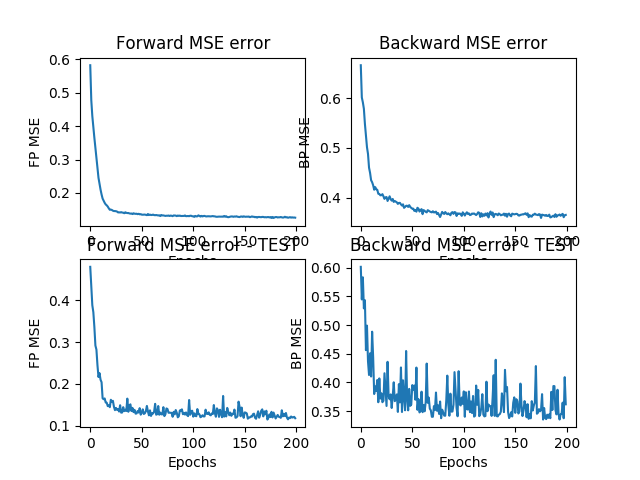 Forward MSE error
Backward MSE error
0.6
0.5
0.4
0.3
0.2
FP MSE
0 50 100 150 200
0.6
0.4
BP MSE
0 50 100 150 200
Epochs
Forward MSE error - TEST
Backward MSE error - TEST
0.4
0.3
0.2
0.1
FP MSE
0 50 100 150 200
Epochs
0.60
0.55
0.50
0.45
0.40
0.35
BP MSE
0 50 100 150 200
Epochs